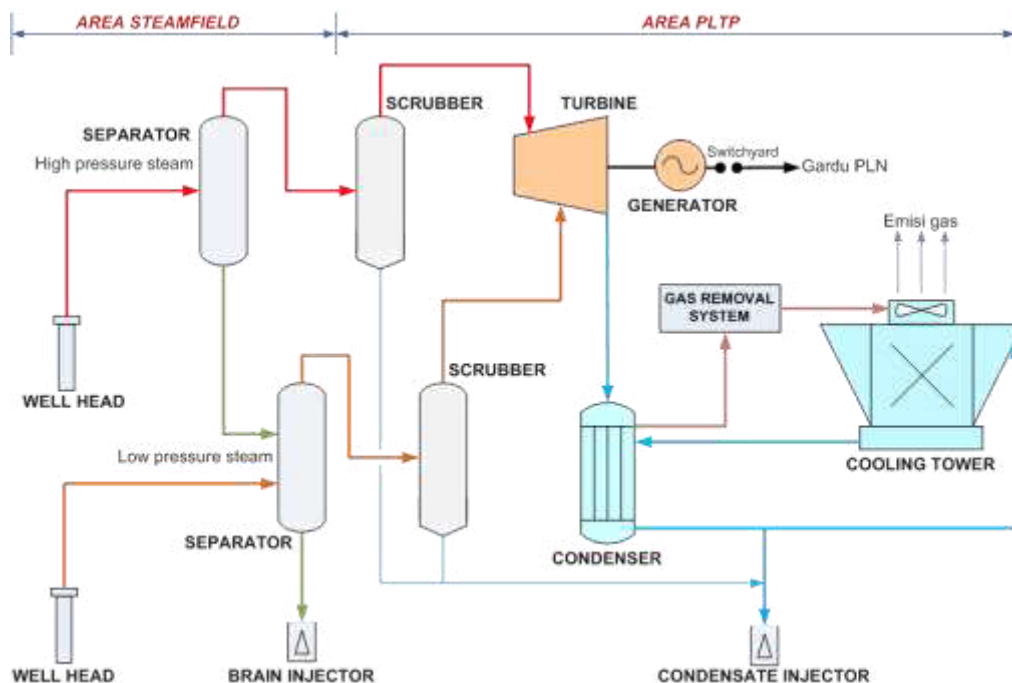 AREA STEAMFIELD
AREA PLTP
SCRUBBER
TURBINE
SEPARATOR
High pressure steam
Switchyard
Gardu PLN
GENERATOR
Emisi gas
GAS REMOVAL
SYSTEM
SCRUBBER
WELL HEAD
Low pressure steam
COOLING TOWER
SEPARATOR
CONDENSER
WELL HEAD
BRAIN INJECTOR
CONDENSATE INJECTOR